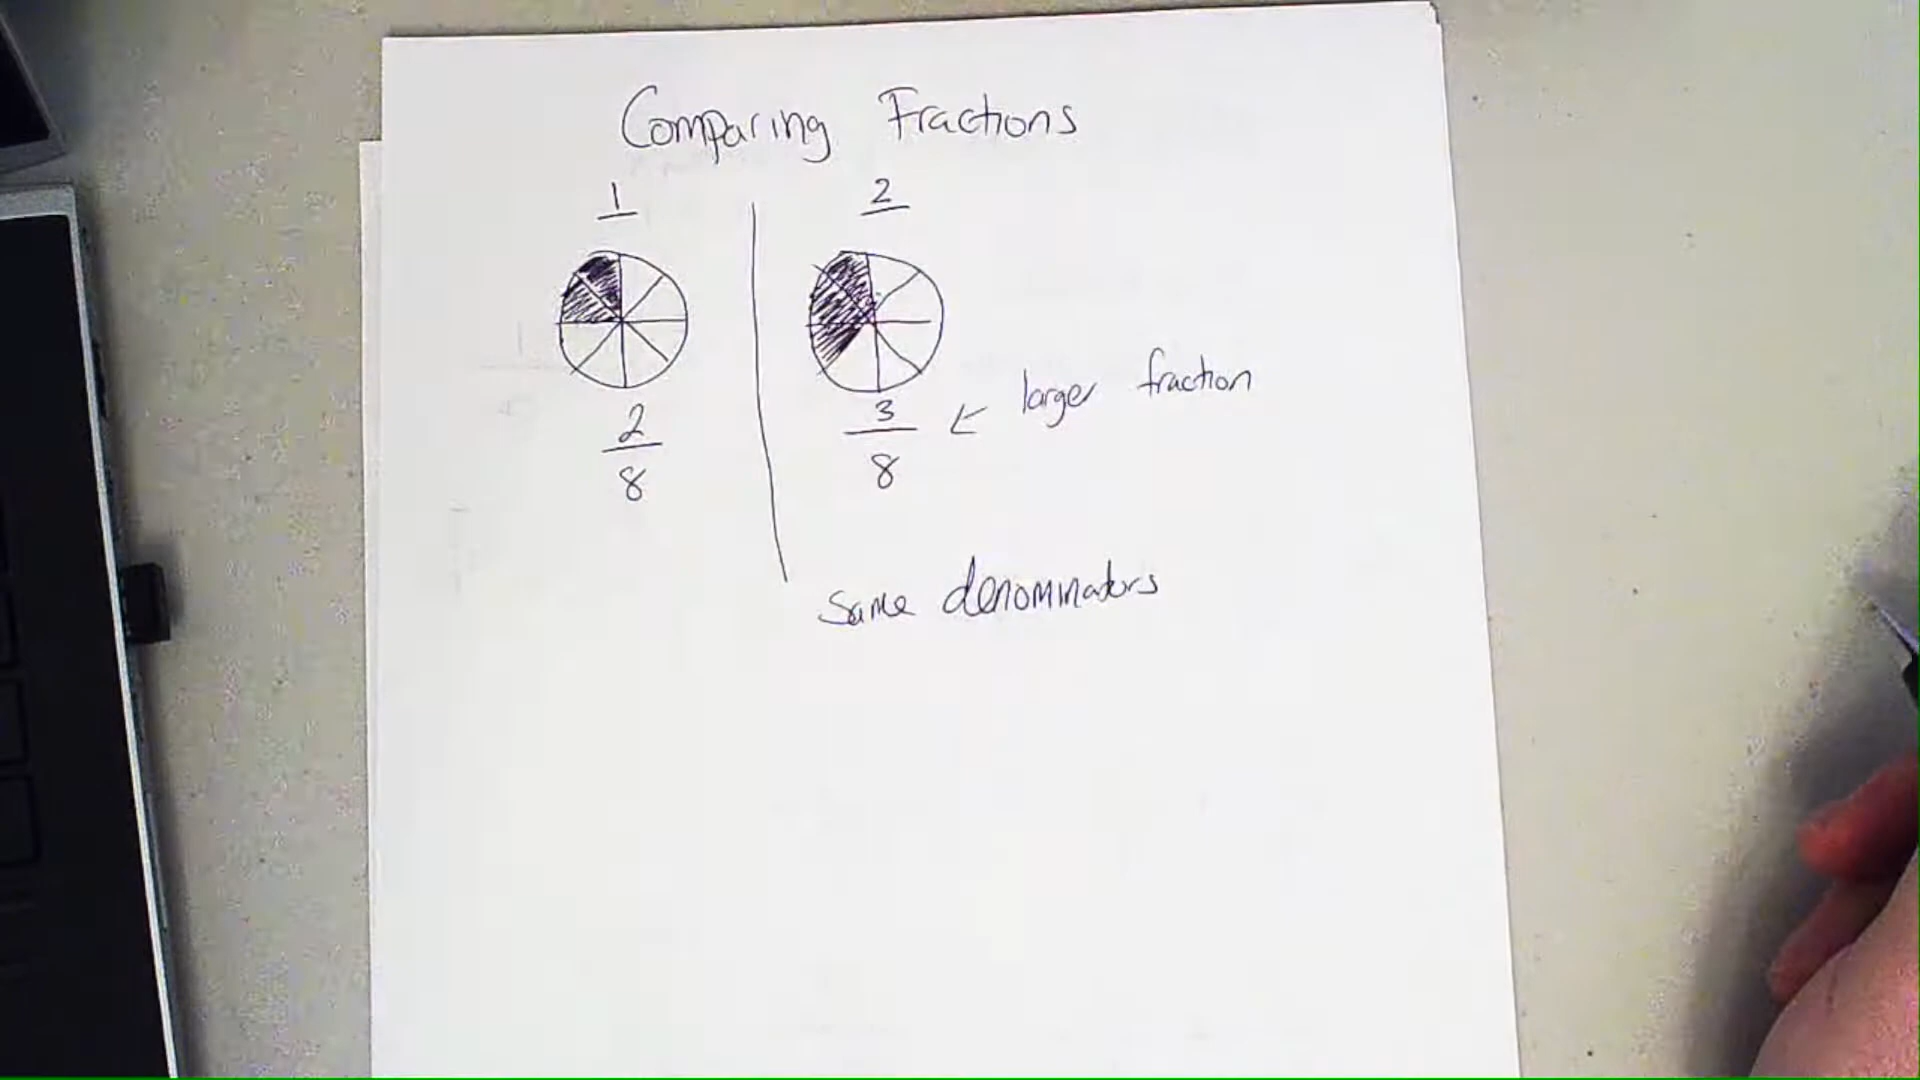 Comparing Fractions
1
2
2
8
3
8
larger fraction
Same denominators